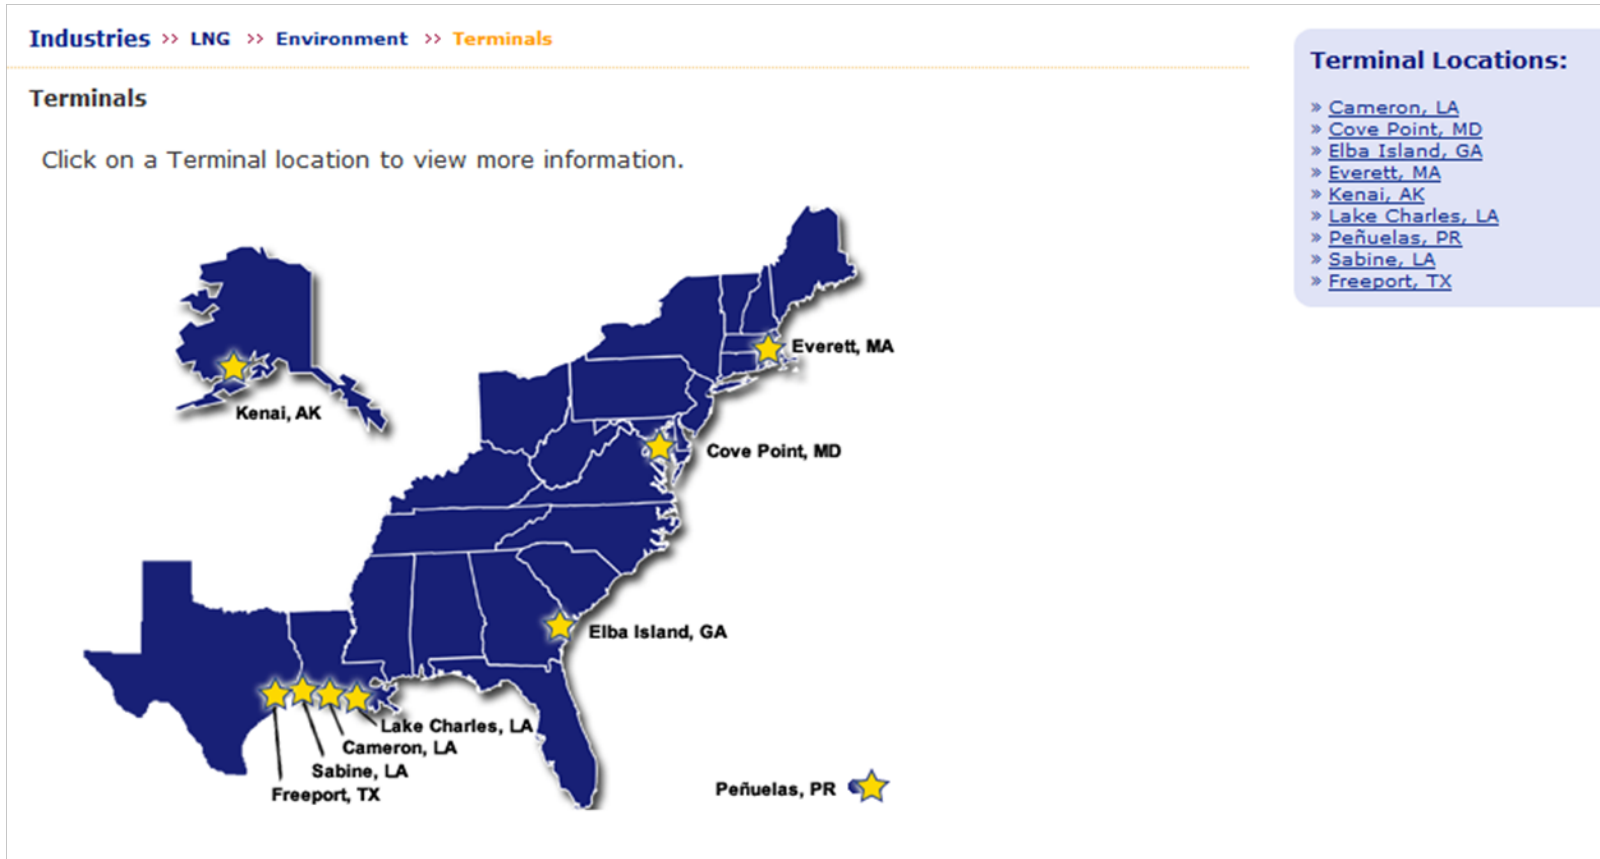 Industries >> LNG >> Environment >> Terminals
Terminals
Click on a Terminal location to view more information.
Kenai, AK
Everett, MA
Cove Point, MD
Elba Island, GA
Lake Charles, LA
Cameron, LA
Sabine, LA
Freeport, TX
Peñuelas, PR
Terminal Locations:
» Cameron, LA
» Cove Point, MD
» Elba Island, GA
» Everett, MA
» Kenai, AK
» Lake Charles, LA
» Peñuelas, PR
» Sabine, LA
» Freeport, TX